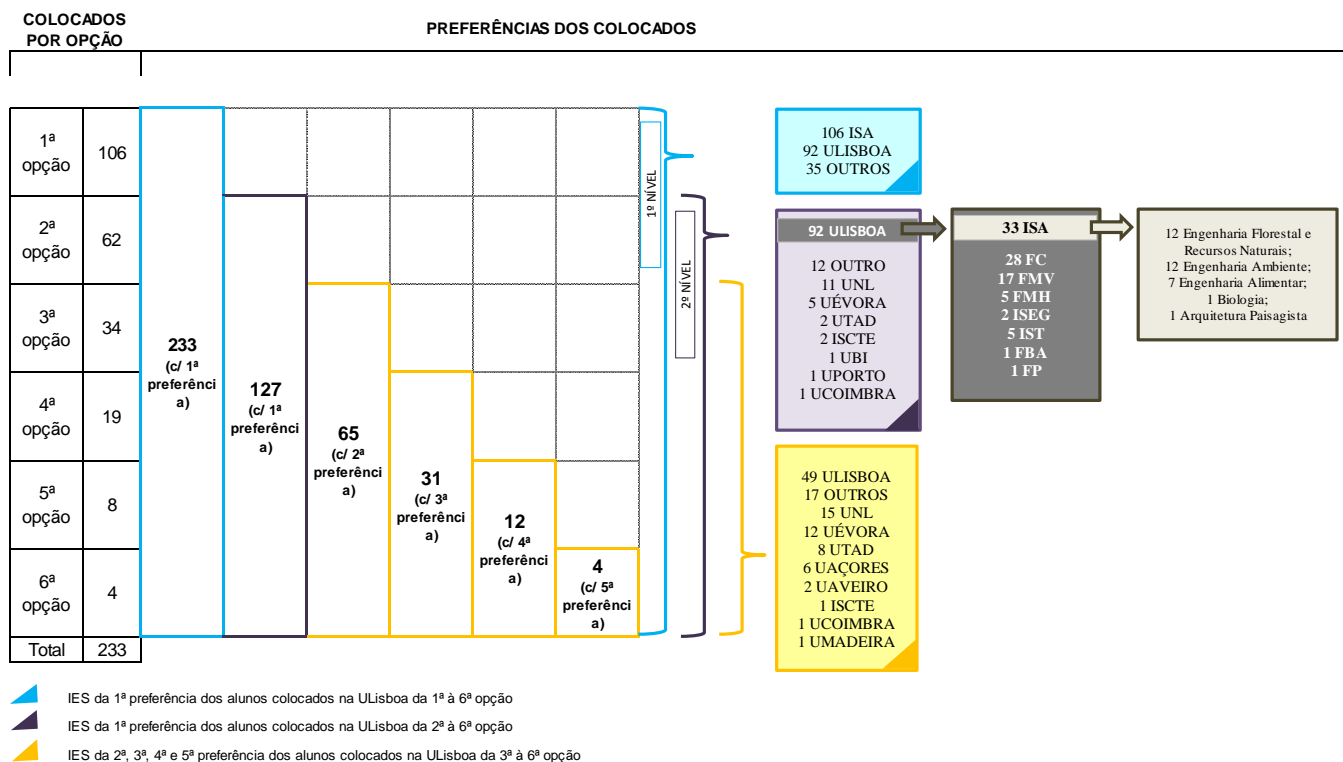 COLOCADOS
POR OPÇÃO
PREFERÊNCIAS DOS COLOCADOS
1ª
opção
106
2ª
opção
62
3ª
opção
34
4ª
opção
19
5ª
opção
8
6ª
opção
4
Total
233
233
(c/ 1ª
preferênci
a)
127
(c/ 1ª
preferênci
a)
65
(c/ 2ª
preferênci
a)
31
(c/ 3ª
preferênci
a)
12
(c/ 4ª
preferênci
a)
4
(c/ 5ª
preferênci
a)
1º NÍVEL
2º NÍVEL
106 ISA
92 ULISBOA
35 OUTROS
92 ULISBOA
12 OUTRO
11 UNL
5 UÉVORA
2 UTAD
2 ISCTE
1 UBI
1 UPORTO
1 UCOIMBRA
33 ISA
28 FC
17 FMV
5 FMH
2 ISEG
5 IST
1 FBA
1 FP
12 Engenharia Florestal e
Recursos Naturais;
12 Engenharia Ambiente;
7 Engenharia Alimentar;
1 Biologia;
1 Arquitetura Paisagista
49 ULISBOA
17 OUTROS
15 UNL
12 UÉVORA
8 UTAD
6 UAÇORES
2 UAVEIRO
1 ISCTE
1 UCOIMBRA
1 UMADEIRA
IES da 1ª preferência dos alunos colocados na ULisboa da 1ª à 6ª opção
IES da 1ª preferência dos alunos colocados na ULisboa da 2ª à 6ª opção
IES da 2ª, 3ª, 4ª e 5ª preferência dos alunos colocados na ULisboa da 3ª à 6ª opção